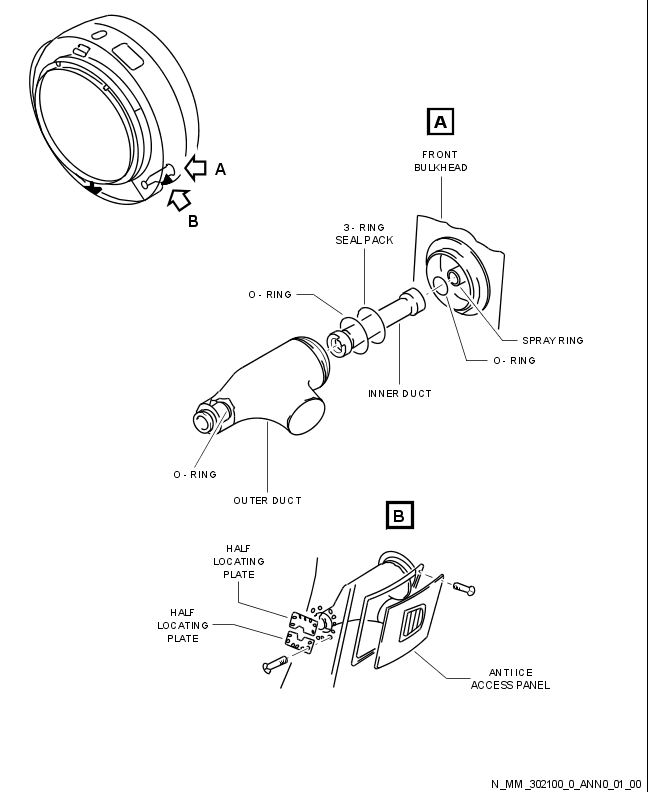 A
B
A
FRONT
BULKHEAD
3- RING
SEAL PACK
O - RING
SPRAY RING
O - RING
INNER DUCT
O - RING
OUTER DUCT
B
HALF
LOCATING
PLATE
HALF
LOCATING
PLATE
ANTI ICE
ACCESS PANEL
N_MM_302100_0_ANN0_01_00